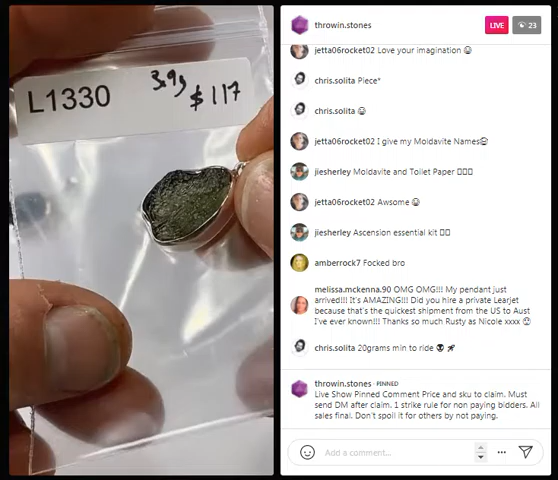 L1330 3.9g $117
throwin.stones
LIVE 23
jetta06rocket02 Love your imagination
chris.solita Piece*
chris.solita
jetta06rocket02 I give my Moldavite Names
jiesherley Moldavite and Toilet Paper
jetta06rocket02 Awsome
jiesherley Ascension essential kit
amberrock7 Focked bro
melissa.mckenna.90 OMG OMG!!! My pendant just
arrived!!! It's AMAZING!!! Did you hire a private Learjet
because that's the quickest shipment from the US to Aust
I've ever known!!! Thanks so much Rusty as Nicole xxxx
chris.solita 20grams min to ride
throwin.stones · PINNED
Live Show Pinned Comment Price and sku to claim. Must
send DM after claim. 1 strike rule for non paying bidders. All
sales final. Don't spoil it for others by not paying.
Add a comment...